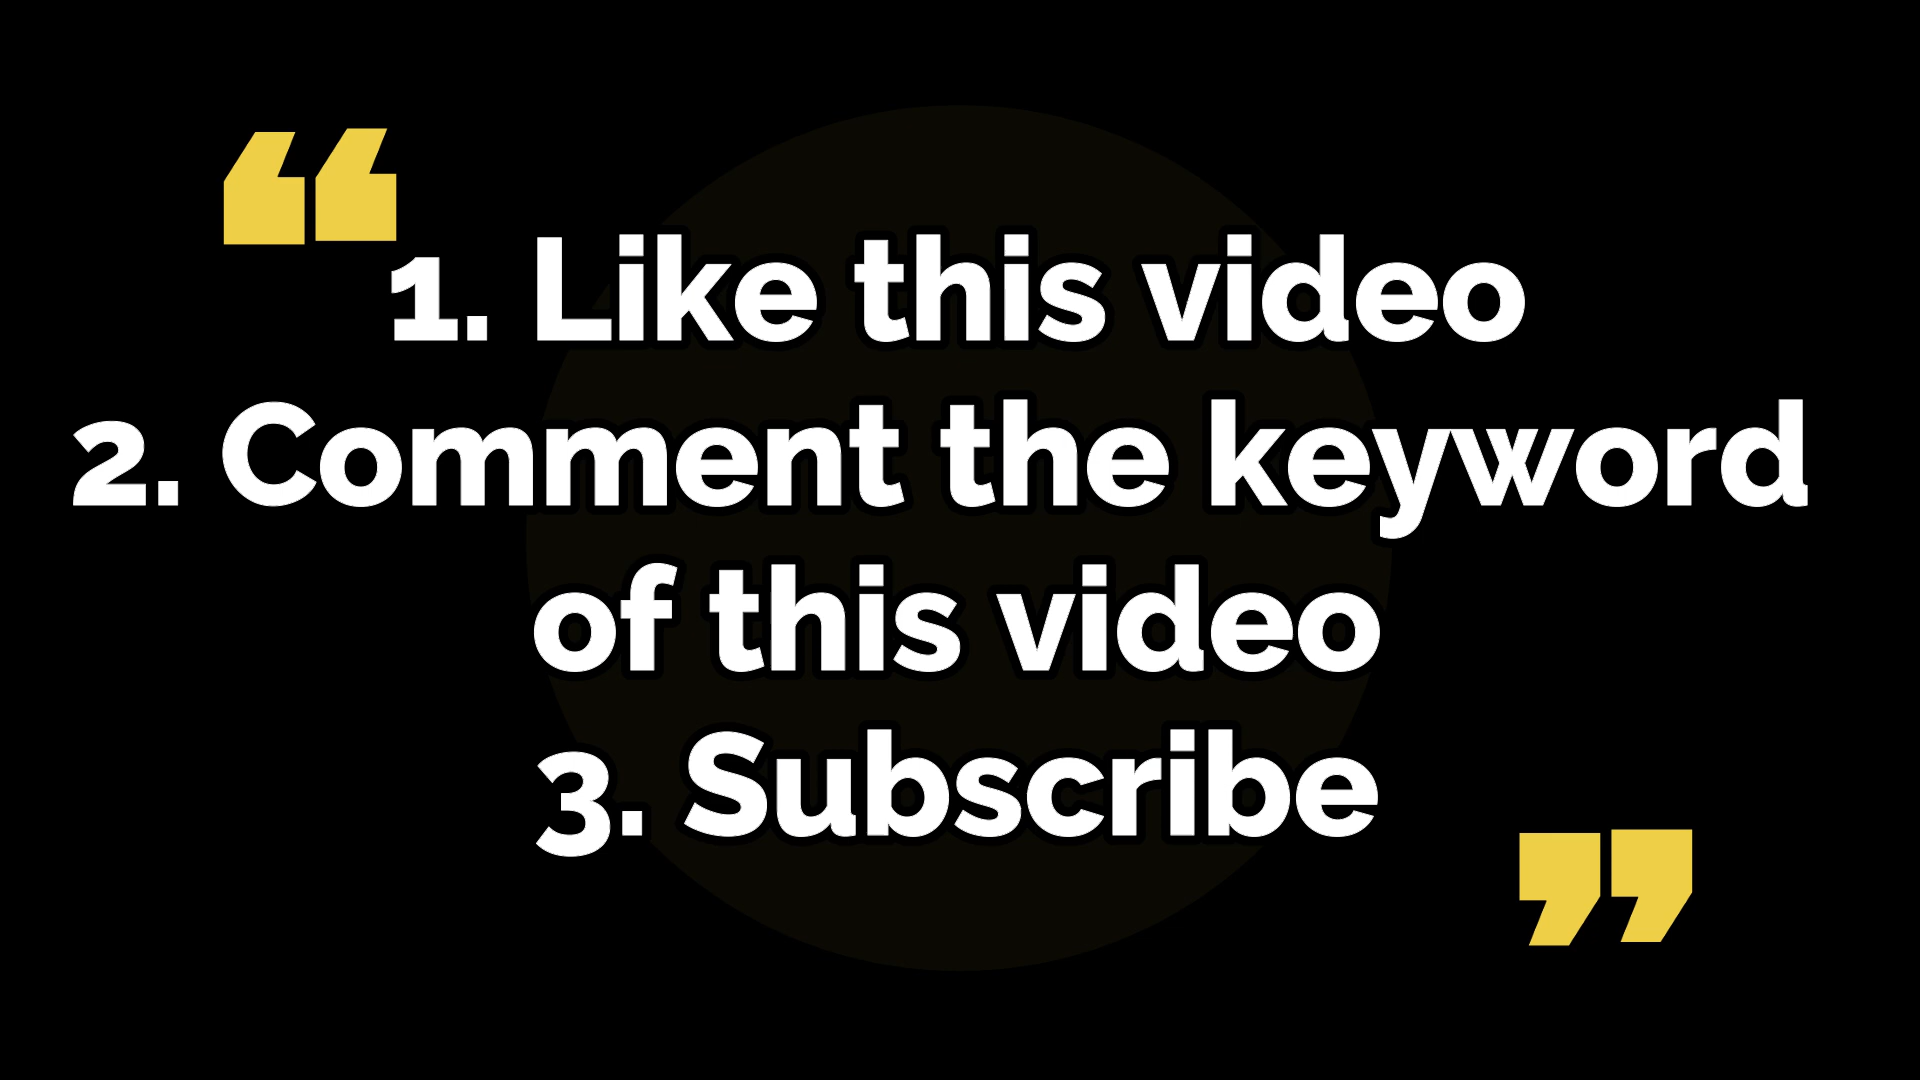 “1. Like this video
2. Comment the keyword
of this video
3. Subscribe”